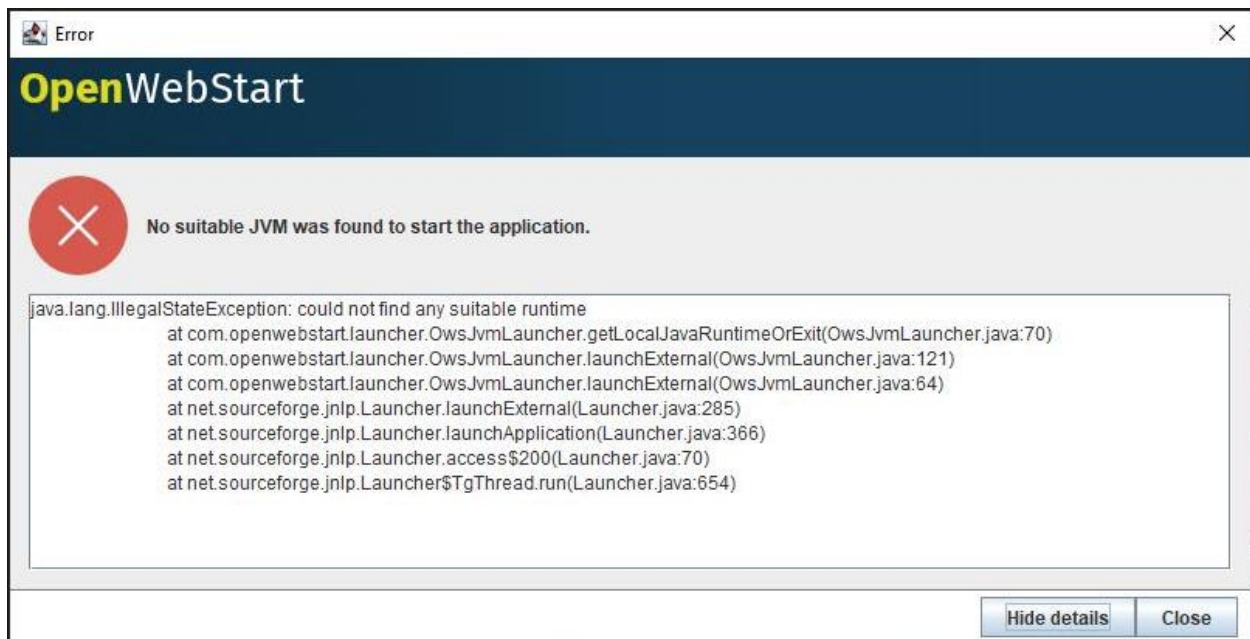 Error
OpenWebStart
No suitable JVM was found to start the application.
java.lang.IllegalStateException: could not find any suitable runtime
at com.openwebstart.launcher.OwsJvmLauncher.getLocalJavaRuntimeOrExit(OwsJvmLauncher.java:70)
at com.openwebstart.launcher.OwsJvmLauncher.launchExternal(OwsJvmLauncher.java:121)
at com.openwebstart.launcher.OwsJvmLauncher.launchExternal(OwsJvmLauncher.java:64)
at net.sourceforge.jnlp.Launcher.launchExternal(Launcher.java:285)
at net.sourceforge.jnlp.Launcher.launchApplication(Launcher.java:366)
at net.sourceforge.jnlp.Launcher.access$200(Launcher.java:70)
at net.sourceforge.jnlp.Launcher$TgThread.run(Launcher.java:654)
Hide details Close